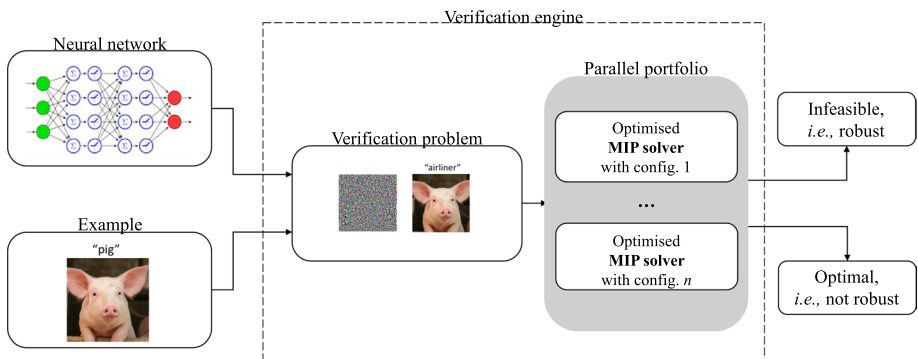 Verification engine
Neural network
Σ Σ
Σ Σ
Σ Σ
Σ Σ
Example
"pig"
Verification problem
"airliner"
Parallel portfolio
Optimised
MIP solver
with config. 1
...
Optimised
MIP solver
with config. n
Infeasible,
i.e., robust
Optimal,
i.e., not robust